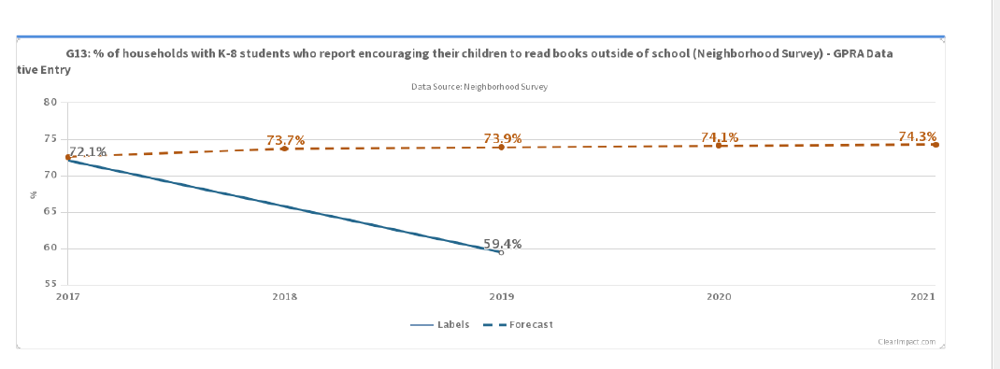 G13: % of households with K-8 students who report encouraging their children to read books outside of school (Neighborhood Survey) - GPRA Data
tive Entry
Data Source: Neighborhood Survey
80
75
70
65
60
55
%
72.1%
73.7%
73.9%
74.1%
74.3%
59.4%
2017 2018 2019 2020 2021
Labels Forecast
ClearImpact.com